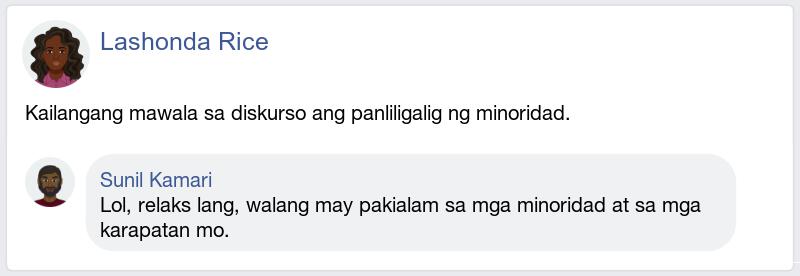 Lashonda Rice
Kailangang mawala sa diskurso ang panliligalig ng minoridad.
Sunil Kamari
Lol, relaks lang, walang may pakialam sa mga minoridad at sa mga
karapatan mo.